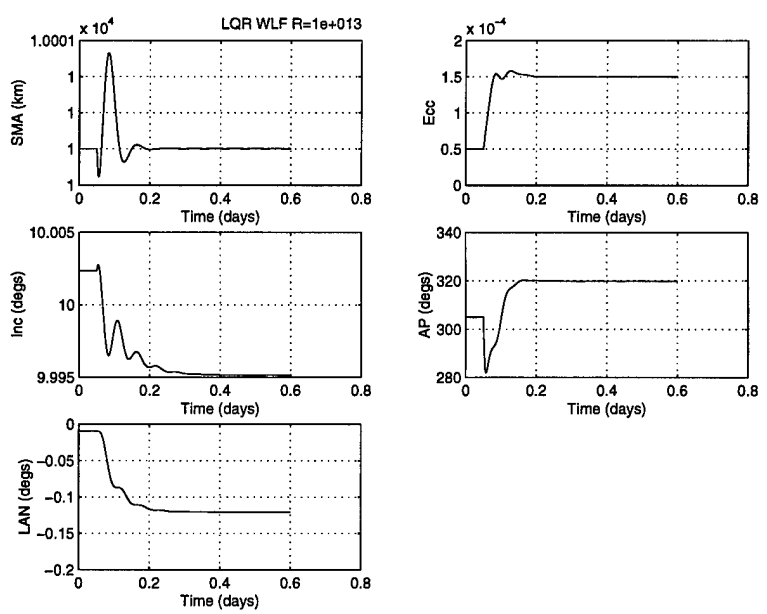 x 10⁴ LQR WLF R=1e+013
1.0001
1
1
1
1
SMA (km)
0 0.2 0.4 0.6 0.8
Time (days)
x 10⁻⁴
2
1.5
1
0.5
0
Ecc
0 0.2 0.4 0.6 0.8
Time (days)
10.005
10
9.995
Inc (degs)
0 0.2 0.4 0.6 0.8
Time (days)
340
320
300
280
AP (degs)
0 0.2 0.4 0.6 0.8
Time (days)
0
−0.05
−0.1
−0.15
−0.2
LAN (degs)
0 0.2 0.4 0.6 0.8
Time (days)